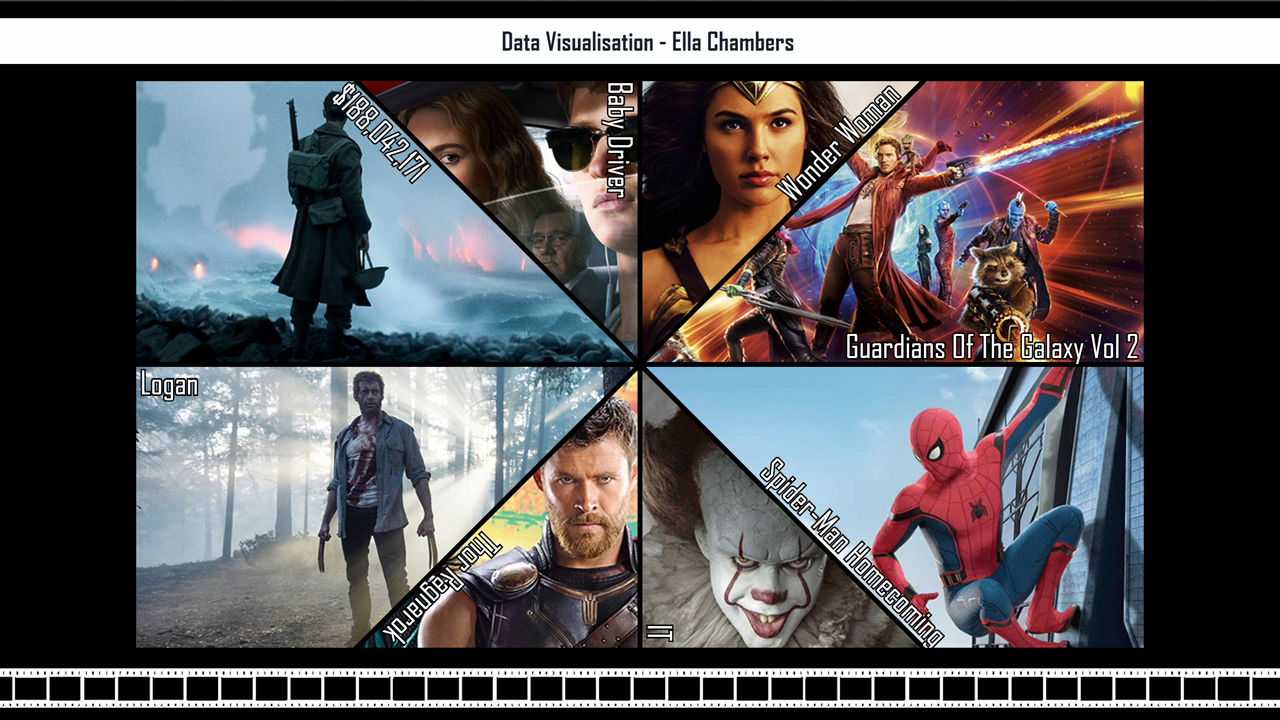 Data Visualisation - Ella Chambers
$188,042,171
Baby Driver
Wonder Woman
Guardians Of The Galaxy Vol 2
Logan
Thor Ragnarok
IT
Spider-Man Homecoming